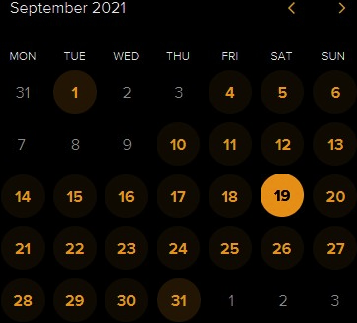 September 2021
MON TUE WED THU FRI SAT SUN
31 1 2 3 4 5 6
7 8 9 10 11 12 13
14 15 16 17 18 19 20
21 22 23 24 25 26 27
28 29 30 31 1 2 3